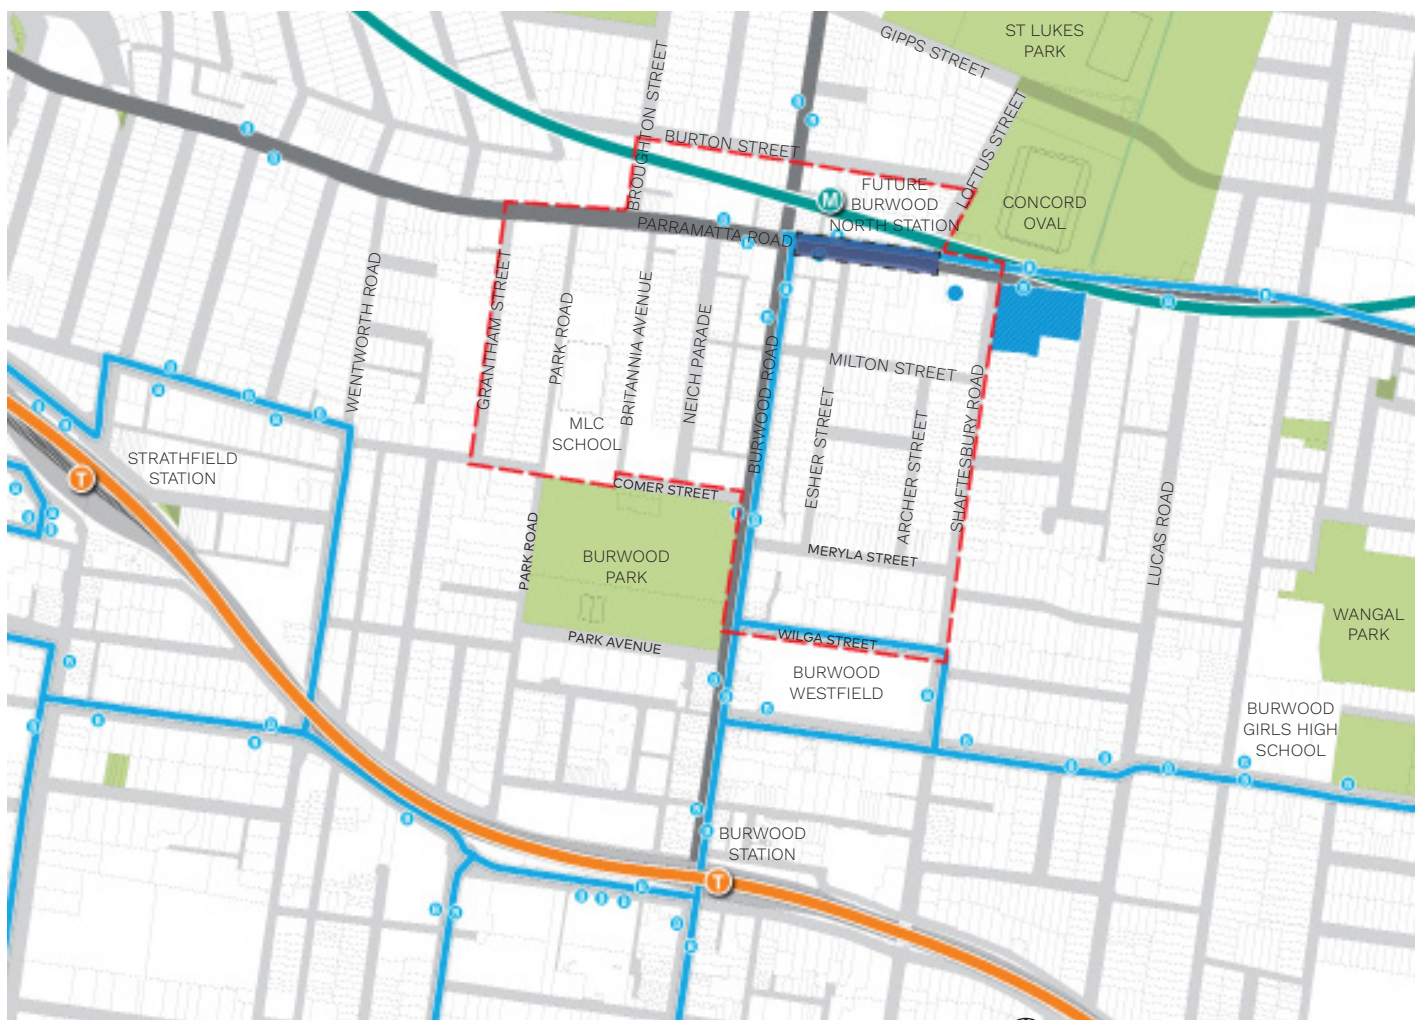 GIPPS STREET
ST LUKES
PARK
BROUGHTON STREET
BURTON STREET
LOFTUS STREET
FUTURE
BURWOOD
NORTH STATION
M
CONCORD
OVAL
PARRAMATTA ROAD
WENTWORTH ROAD
GRANTHAM STREET
PARK ROAD
BRITANNIA AVENUE
NEICH PARADE
BURWOOD ROAD
MILTON STREET
ESHER STREET
ARCHER STREET
SHAFTESBURY ROAD
MLC
SCHOOL
STRATHFIELD
STATION
T
COMER STREET
PARK ROAD
BURWOOD
PARK
MERYLA STREET
LUCAS ROAD
WANGAL
PARK
PARK AVENUE
WILGA STREET
BURWOOD
WESTFIELD
BURWOOD
GIRLS HIGH
SCHOOL
BURWOOD
STATION
T